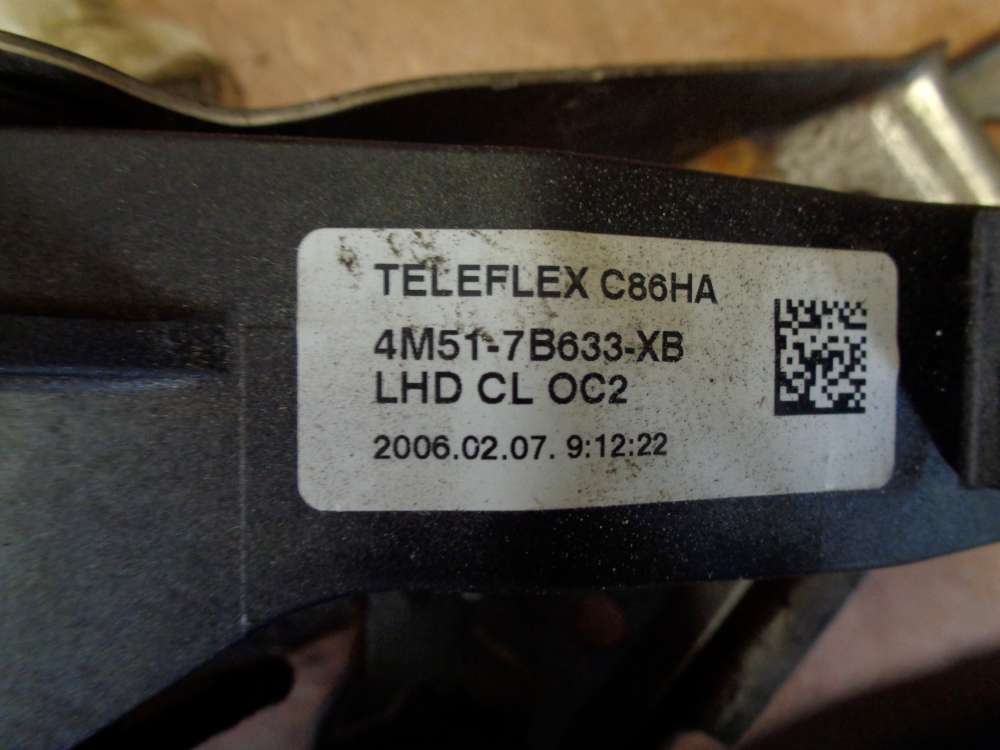 TELEFLEX C86HA
4M51-7B633-XB
LHD CL OC2
2006.02.07. 9:12:22